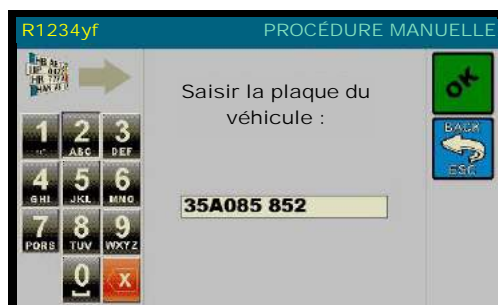 R1234yf
PROCÉDURE MANUELLE
Saisir la plaque du
véhicule :
35A085 852
OK
BACK
ESC
1
2 ABC
3 DEF
4 GHI
5 JKL
6 MNO
7 PQRS
8 TUV
9 WXYZ
0
X